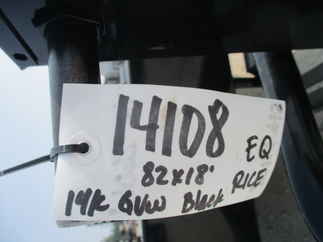 14108
EQ
82x18'
RICE
14k GVW Black